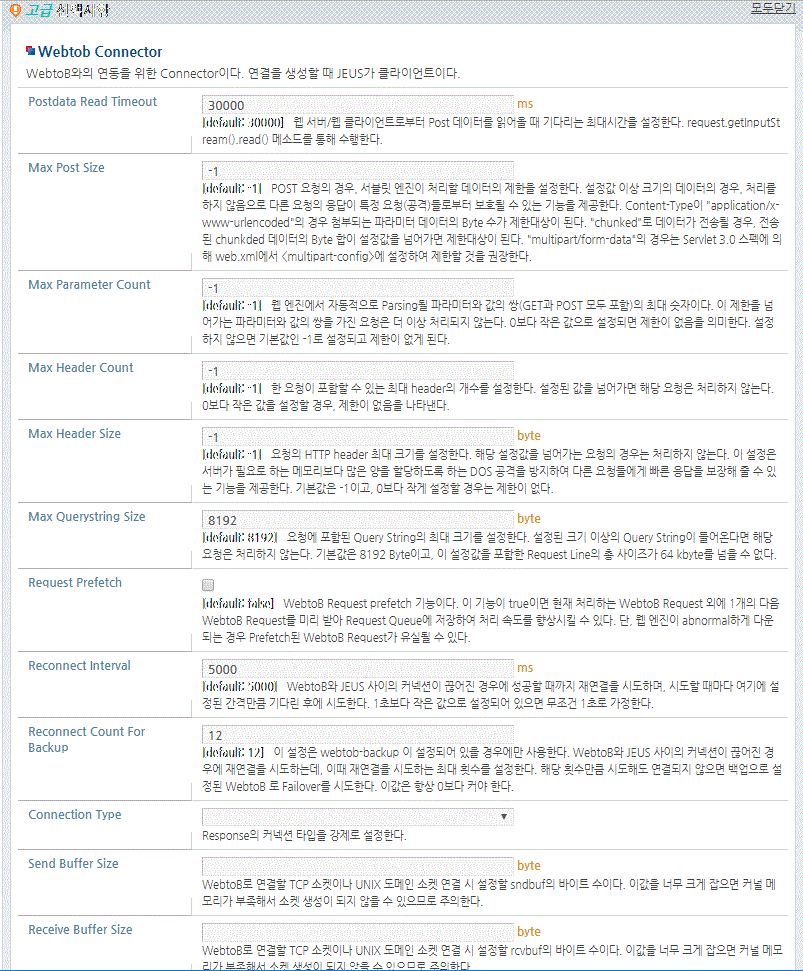 고급 선택사항
모두닫기
Webtob Connector
WebtoB와의 연동을 위한 Connector이다. 연결을 생성할 때 JEUS가 클라이언트이다.
Postdata Read Timeout
30000 ms
[default: 30000] 웹 서버/웹 클라이언트로부터 Post 데이터를 읽어올 때 기다리는 최대시간을 설정한다. request.getInputSt
ream().read() 메소드를 통해 수행한다.
Max Post Size
-1
[default: -1] POST 요청의 경우, 서블릿 엔진이 처리할 데이터의 제한을 설정한다. 설정값 이상 크기의 데이터의 경우, 처리를
하지 않음으로 다른 요청의 응답이 특정 요청(공격)들로부터 보호될 수 있는 기능을 제공한다. Content-Type이 "application/x-
www-urlencoded"의 경우 첨부되는 파라미터 데이터의 Byte 수가 제한대상이 된다. "chunked"로 데이터가 전송될 경우, 전송
된 chunkded 데이터의 Byte 합이 설정값을 넘어가면 제한대상이 된다. "multipart/form-data"의 경우는 Servlet 3.0 스펙에 의
해 web.xml에서 <multipart-config>에 설정하여 제한할 것을 권장한다.
Max Parameter Count
-1
[default: -1] 웹 엔진에서 자동적으로 Parsing될 파라미터와 값의 쌍(GET과 POST 모두 포함)의 최대 숫자이다. 이 제한을 넘
어가는 파라미터와 값의 쌍을 가진 요청은 더 이상 처리되지 않는다. 0보다 작은 값으로 설정되면 제한이 없음을 의미한다. 설정
하지 않으면 기본값인 -1로 설정되고 제한이 없게 된다.
Max Header Count
-1
[default: -1] 한 요청이 포함할 수 있는 최대 header의 개수를 설정한다. 설정된 값을 넘어가면 해당 요청은 처리하지 않는다.
0보다 작은 값을 설정할 경우, 제한이 없음을 나타낸다.
Max Header Size
-1 byte
[default: -1] 요청의 HTTP header 최대 크기를 설정한다. 해당 설정값을 넘어가는 요청의 경우는 처리하지 않는다. 이 설정은
서버가 필요로 하는 메모리보다 많은 양을 할당하도록 하는 DOS 공격을 방지하여 다른 요청들에게 빠른 응답을 보장해 줄 수 있
는 기능을 제공한다. 기본값은 -1이고, 0보다 작게 설정할 경우는 제한이 없다.
Max Querystring Size
8192 byte
[default: 8192] 요청에 포함된 Query String의 최대 크기를 설정한다. 설정된 크기 이상의 Query String이 들어온다면 해당
요청은 처리하지 않는다. 기본값은 8192 Byte이고, 이 설정값을 포함한 Request Line의 총 사이즈가 64 kbyte를 넘을 수 없다.
Request Prefetch
[default: false] WebtoB Request prefetch 기능이다. 이 기능이 true이면 현재 처리하는 WebtoB Request 외에 1개의 다음
WebtoB Request를 미리 받아 Request Queue에 저장하여 처리 속도를 향상시킬 수 있다. 단, 웹 엔진이 abnormal하게 다운
되는 경우 Prefetch된 WebtoB Request가 유실될 수 있다.
Reconnect Interval
5000 ms
[default: 5000] WebtoB와 JEUS 사이의 커넥션이 끊어진 경우에 성공할 때까지 재연결을 시도하며, 시도할 때마다 여기에 설
정된 간격만큼 기다린 후에 시도한다. 1초보다 작은 값으로 설정되어 있으면 무조건 1초로 가정한다.
Reconnect Count For
Backup
12
[default: 12] 이 설정은 webtob-backup 이 설정되어 있을 경우에만 사용한다. WebtoB와 JEUS 사이의 커넥션이 끊어진 경
우에 재연결을 시도하는데, 이때 재연결을 시도하는 최대 횟수를 설정한다. 해당 횟수만큼 시도해도 연결되지 않으면 백업으로 설
정된 WebtoB 로 Failover를 시도한다. 이값은 항상 0보다 커야 한다.
Connection Type
Response의 커넥션 타입을 강제로 설정한다.
Send Buffer Size
byte
WebtoB로 연결할 TCP 소켓이나 UNIX 도메인 소켓 연결 시 설정할 sndbuf의 바이트 수이다. 이값을 너무 크게 잡으면 커널 메
모리가 부족해서 소켓 생성이 되지 않을 수 있으므로 주의한다.
Receive Buffer Size
byte
WebtoB로 연결할 TCP 소켓이나 UNIX 도메인 소켓 연결 시 설정할 rcvbuf의 바이트 수이다. 이값을 너무 크게 잡으면 커널 메모
리가 부족해서 소켓 생성이 되지 않을 수 있으므로 주의한다.